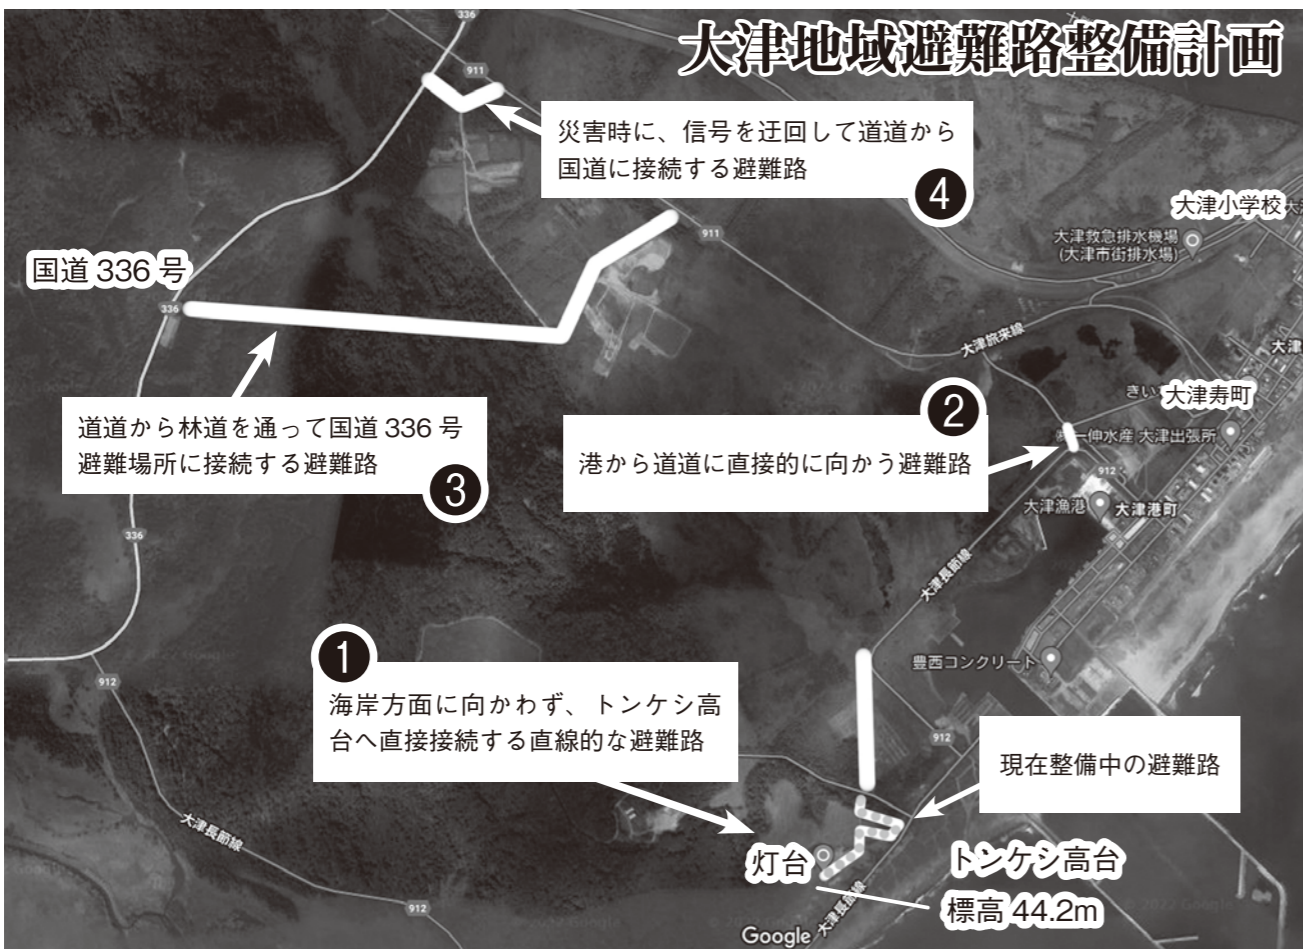 大津地域避難路整備計画
336
911
災害時に、信号を迂回して道道から
国道に接続する避難路
4
大津小学校
大津救急排水機場
(大津市街排水場)
911
国道 336 号
336
大津旅来線
大津
2
大津寿町
道道から林道を通って国道 336 号
避難場所に接続する避難路
3
港から道道に直接的に向かう避難路
伸水産 大津出張所
912
大津漁港
大津港町
336
大津長節線
1
豊西コンクリート
海岸方面に向かわず、トンケシ高
台へ直接接続する直線的な避難路
912
912
現在整備中の避難路
大津長節線
灯台
トンケシ高台
標高 44.2m
912
大津長節線
Google